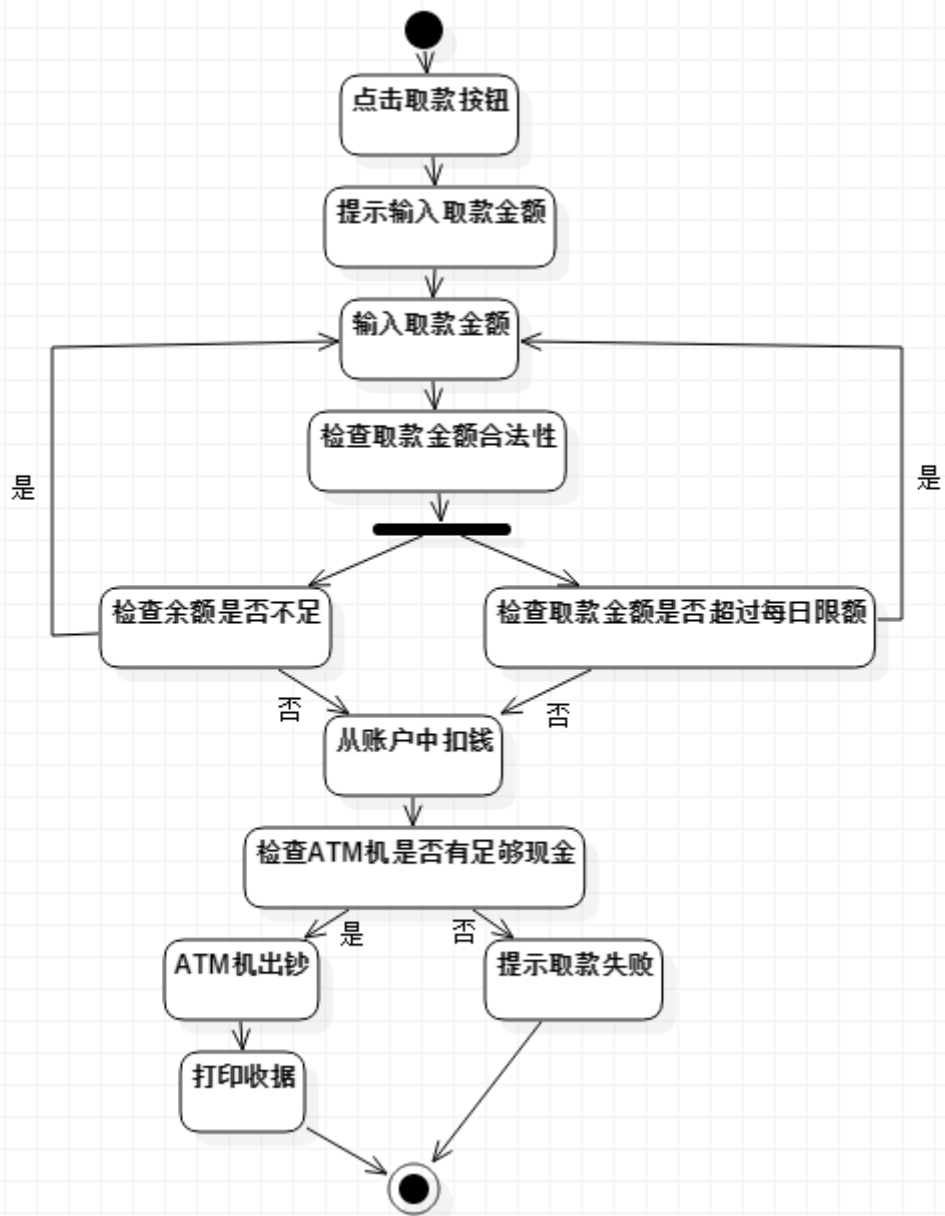 点击取款按钮
提示输入取款金额
输入取款金额
检查取款金额合法性
是
是
检查余额是否不足
检查取款金额是否超过每日限额
否
否
从账户中扣钱
检查ATM机是否有足够现金
是
否
ATM机出钞
提示取款失败
打印收据